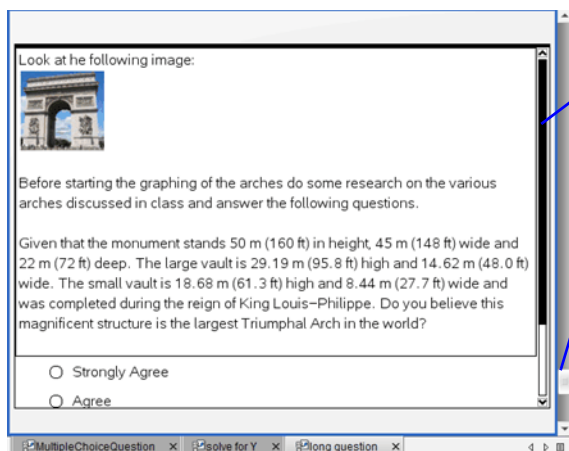 Look at he following image:
Before starting the graphing of the arches do some research on the various
arches discussed in class and answer the following questions.
Given that the monument stands 50 m (160 ft) in height, 45 m (148 ft) wide and
22 m (72 ft) deep. The large vault is 29.19 m (95.8 ft) high and 14.62 m (48.0 ft)
wide. The small vault is 18.68 m (61.3 ft) high and 8.44 m (27.7 ft) wide and
was completed during the reign of King Louis–Philippe. Do you believe this
magnificent structure is the largest Triumphal Arch in the world?
Strongly Agree
Agree
MultipleChoiceQuestion solve for Y long question